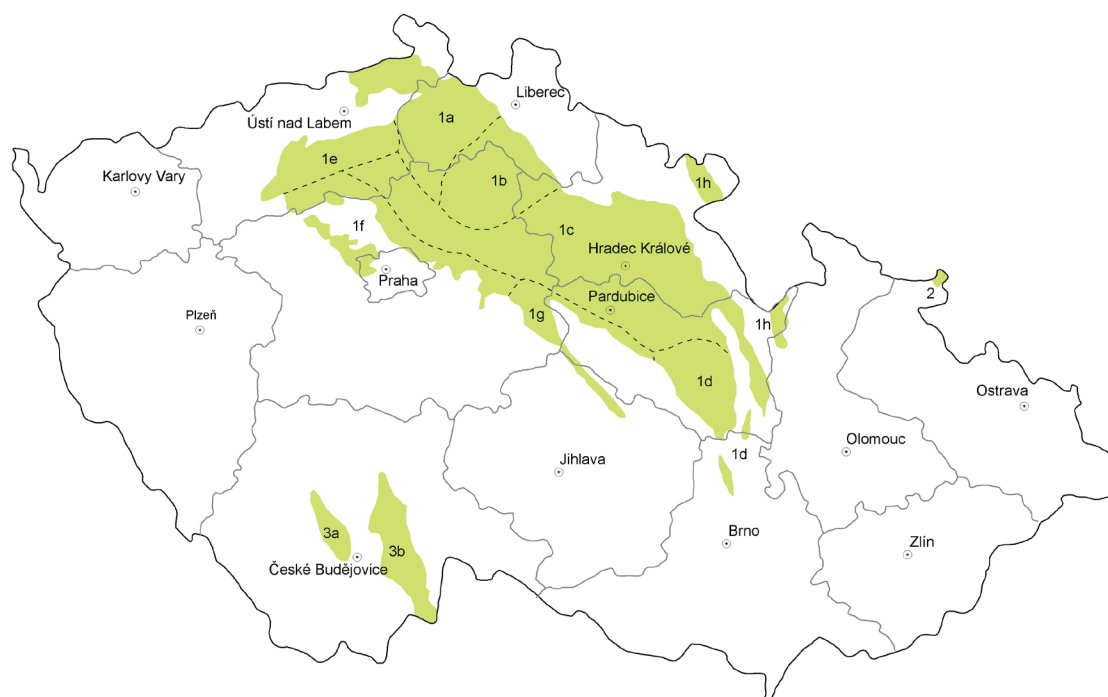 Liberec
1a
Ústí nad Labem
1e
Karlovy Vary
1b
1h
1f
1c
Hradec Králové
Praha
2
Pardubice
Plzeň
1g
1h
1d
Ostrava
Olomouc
1d
Jihlava
Brno
3a
3b
Zlín
České Budějovice